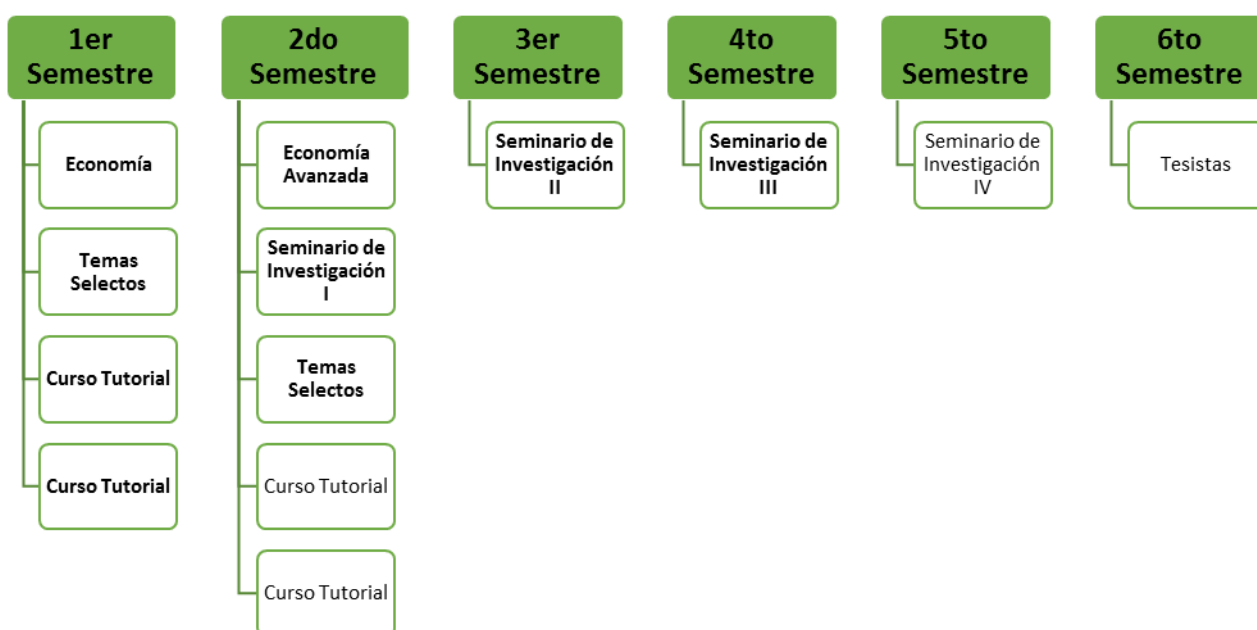 1er
Semestre
Economía
Temas
Selectos
Curso Tutorial
Curso Tutorial
2do
Semestre
Economía
Avanzada
Seminario de
Investigación
I
Temas
Selectos
Curso Tutorial
Curso Tutorial
3er
Semestre
Seminario de
Investigación
II
4to
Semestre
Seminario de
Investigación
III
5to
Semestre
Seminario de
Investigación
IV
6to
Semestre
Tesistas